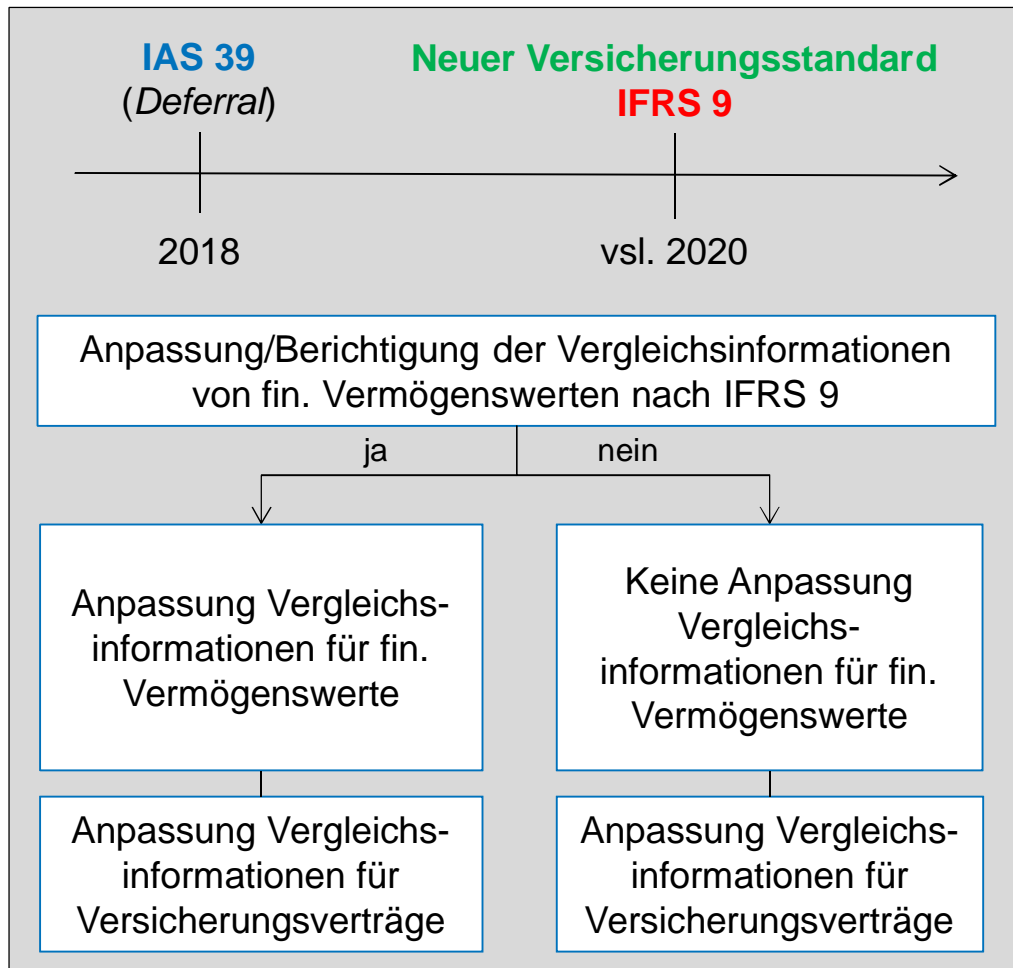 IAS 39
(Deferral)
Neuer Versicherungsstandard
IFRS 9
2018
vsl. 2020
Anpassung/Berichtigung der Vergleichsinformationen
von fin. Vermögenswerten nach IFRS 9
ja
nein
Anpassung Vergleichs-
informationen für fin.
Vermögenswerte
Keine Anpassung
Vergleichs-
informationen für fin.
Vermögenswerte
Anpassung Vergleichs-
informationen für
Versicherungsverträge
Anpassung Vergleichs-
informationen für
Versicherungsverträge